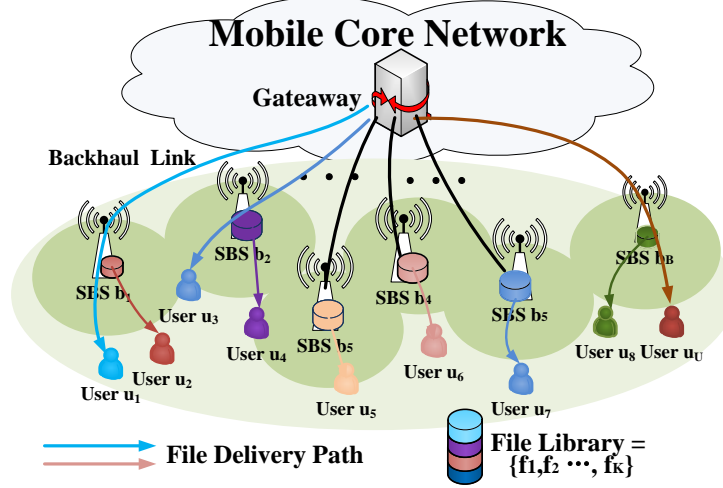 Mobile Core Network
Gateaway
Backhaul Link
SBS b1
SBS b2
SBS b5
SBS b4
SBS b5
SBS bB
User u1
User u2
User u3
User u4
User u5
User u6
User u7
User u8
User uU
File Delivery Path
File Library =
{f1,f2 ···, fK}